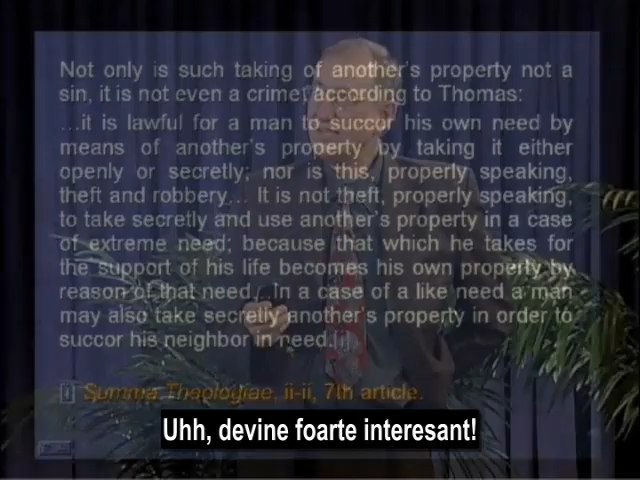 Not only is such taking of another's property not a
sin, it is not even a crime, according to Thomas:
…it is lawful for a man to succor his own need by
means of another's property by taking it either
openly or secretly; nor is this, properly speaking,
theft and robbery… It is not theft, properly speaking,
to take secretly and use another's property in a case
of extreme need; because that which he takes for
the support of his life becomes his own property by
reason of that need. In a case of a like need a man
may also take secretly another's property in order to
succor his neighbor in need.[i]
[i] Summa Theologiae, ii-ii, 7th article.
Uhh, devine foarte interesant!